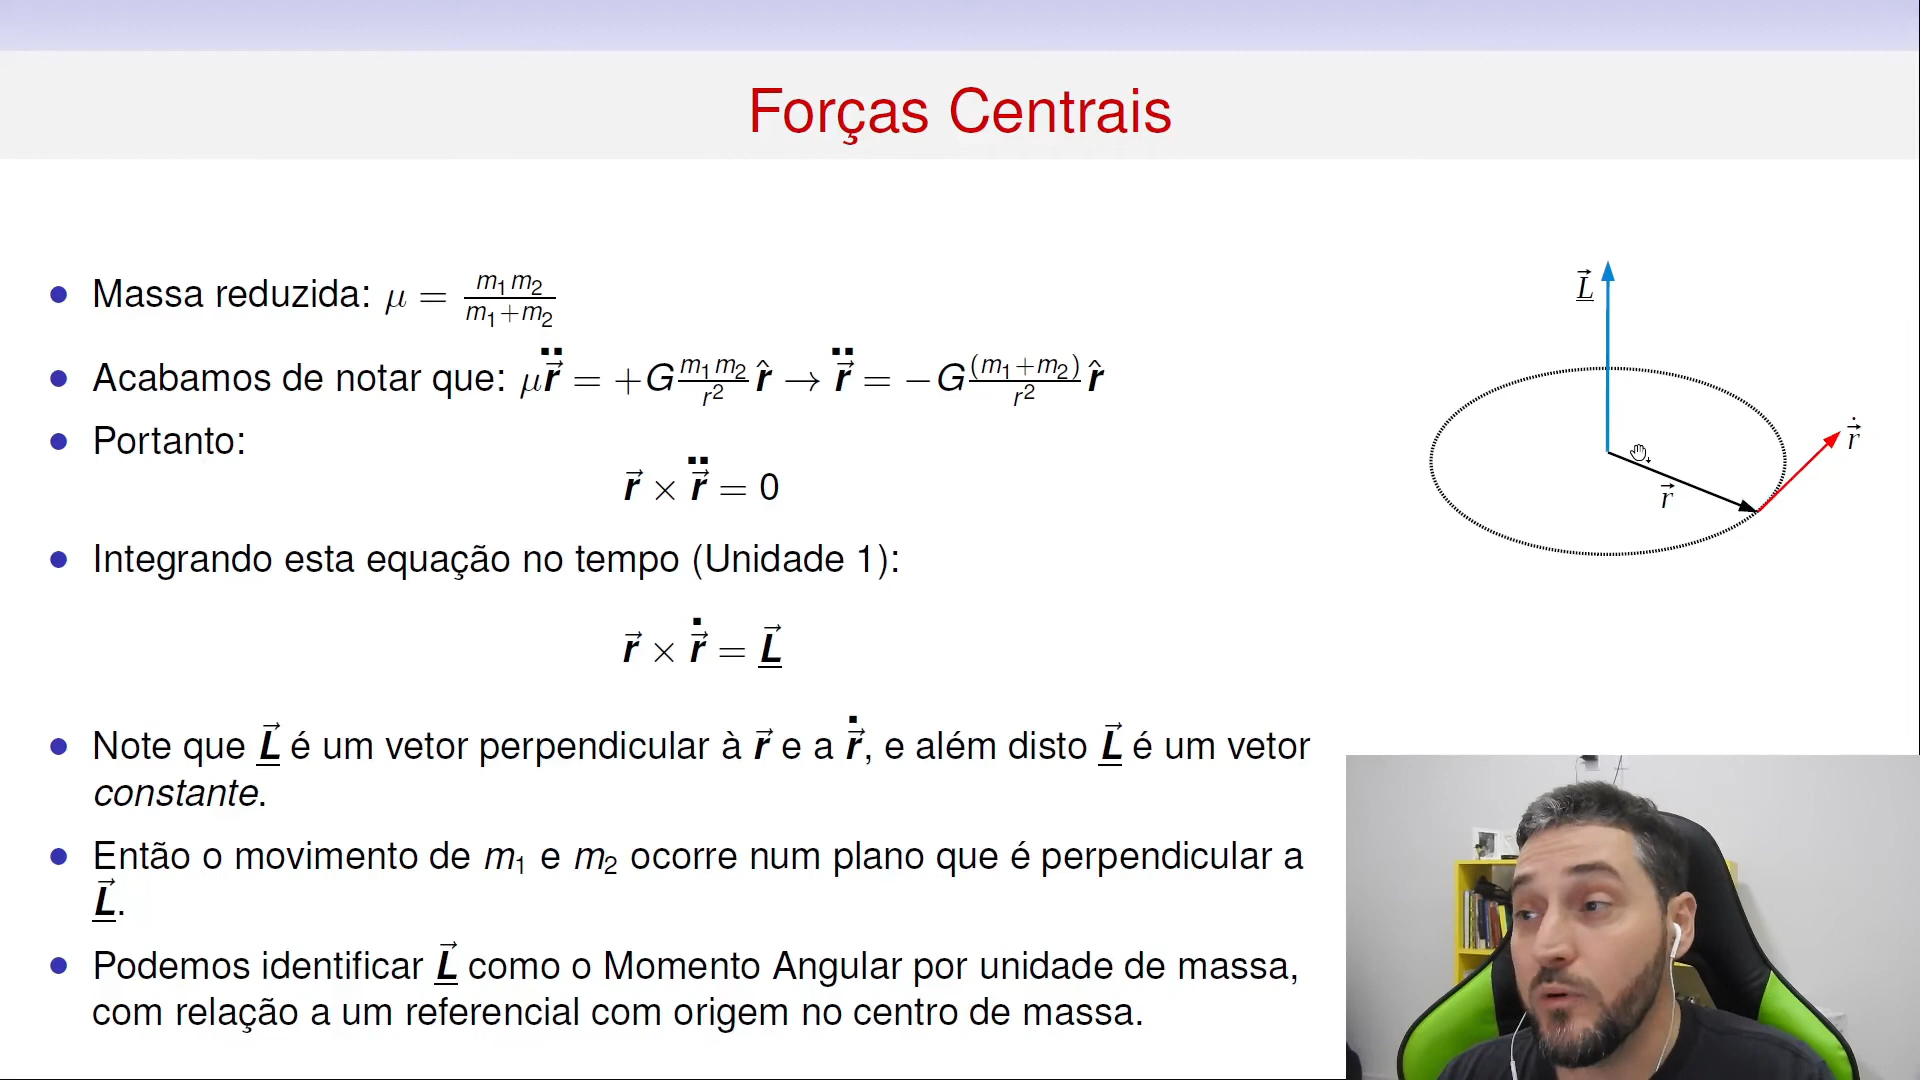 Forças Centrais
• Massa reduzida: μ = m₁m₂/(m₁+m₂)
• Acabamos de notar que: μr⃗̈ = +G m₁m₂/r² r̂ → r⃗̈ = −G (m₁+m₂)/r² r̂
• Portanto:
r⃗ × r⃗̈ = 0
• Integrando esta equação no tempo (Unidade 1):
r⃗ × r⃗̇ = L⃗
• Note que L⃗ é um vetor perpendicular à r⃗ e a r⃗̇, e além disto L⃗ é um vetor
constante.
• Então o movimento de m₁ e m₂ ocorre num plano que é perpendicular a
L⃗.
• Podemos identificar L⃗ como o Momento Angular por unidade de massa,
com relação a um referencial com origem no centro de massa.
L⃗
r⃗̇
r⃗